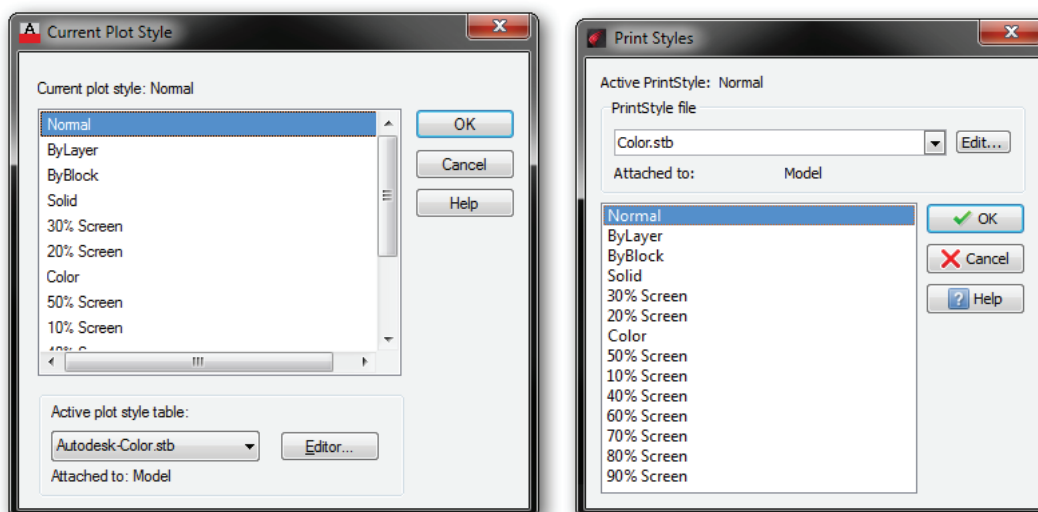 Current Plot Style
Current plot style: Normal
Normal
ByLayer
ByBlock
Solid
30% Screen
20% Screen
Color
50% Screen
10% Screen
OK
Cancel
Help
Active plot style table:
Autodesk-Color.stb
Editor...
Attached to: Model
Print Styles
Active PrintStyle: Normal
PrintStyle file
Color.stb
Edit...
Attached to: Model
Normal
ByLayer
ByBlock
Solid
30% Screen
20% Screen
Color
50% Screen
10% Screen
40% Screen
60% Screen
70% Screen
80% Screen
90% Screen
OK
Cancel
Help